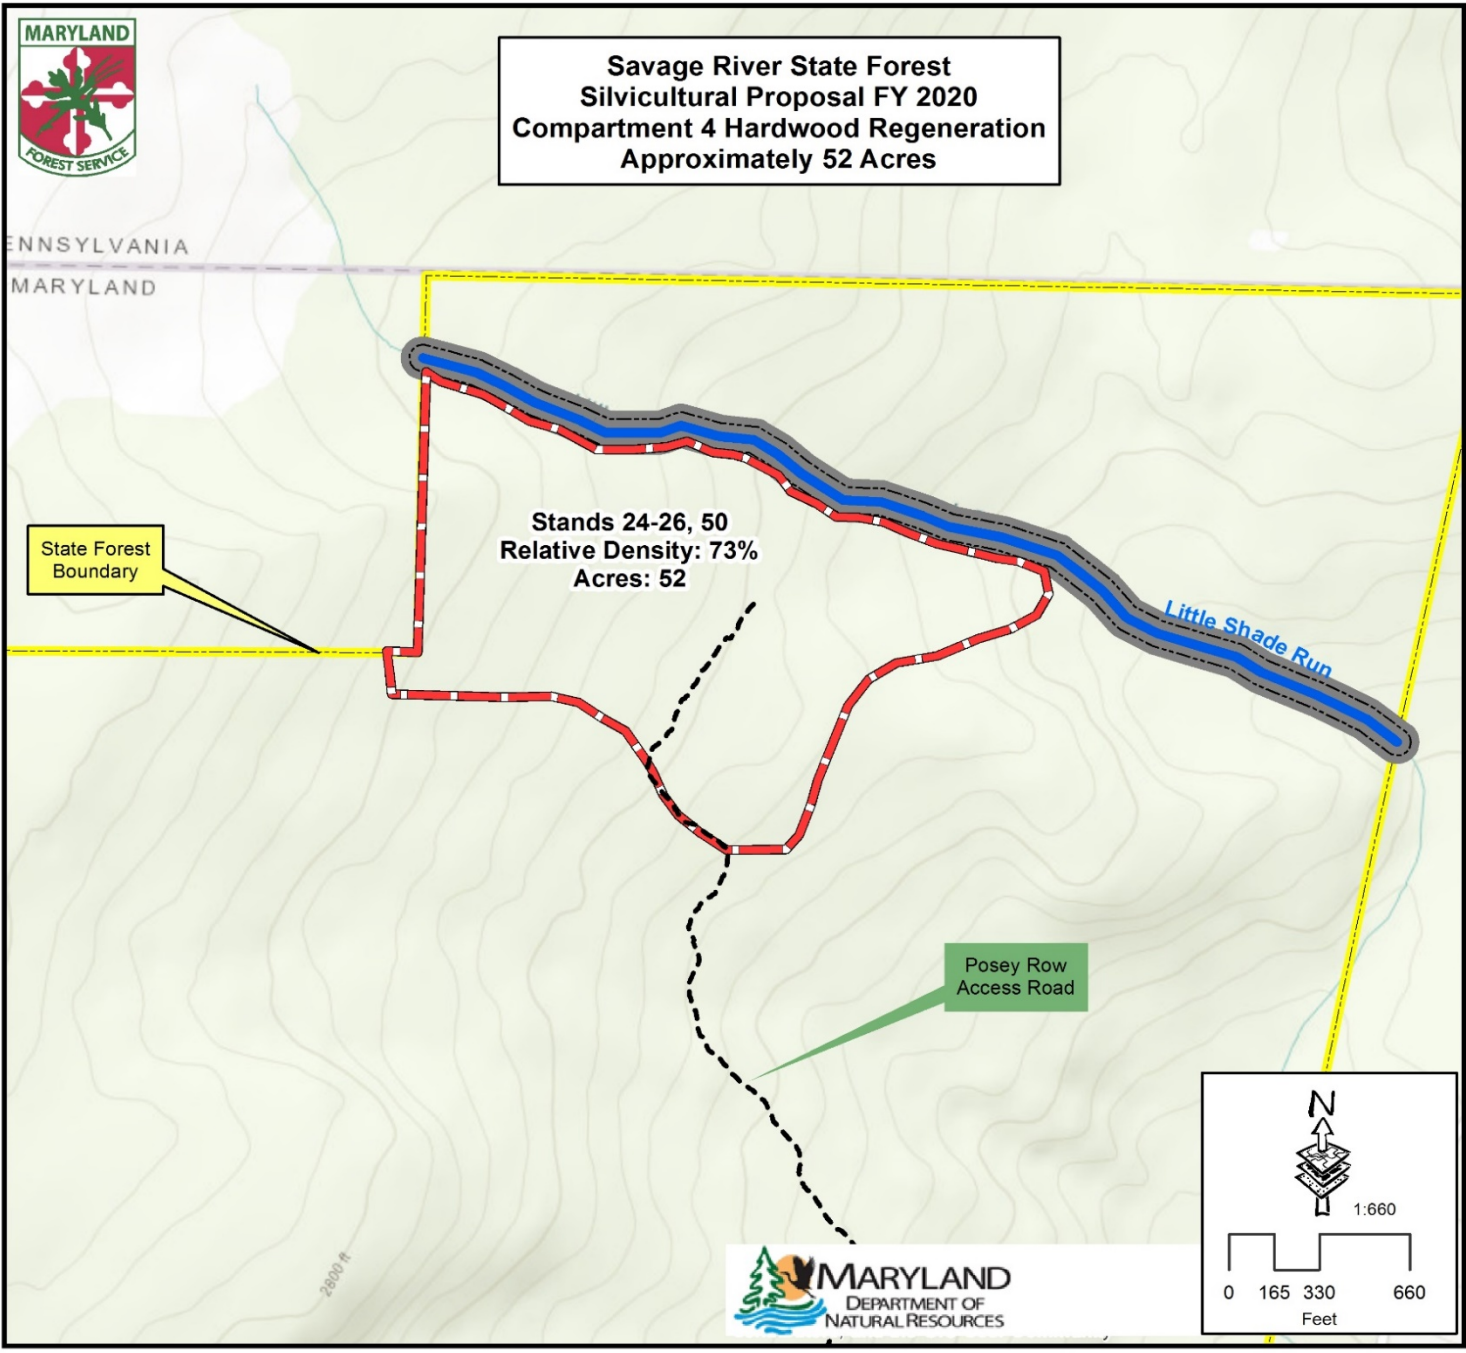 MARYLAND
FOREST SERVICE
Savage River State Forest
Silvicultural Proposal FY 2020
Compartment 4 Hardwood Regeneration
Approximately 52 Acres
ENNSYLVANIA
MARYLAND
Stands 24-26, 50
Relative Density: 73%
Acres: 52
State Forest
Boundary
Little Shade Run
Posey Row
Access Road
2800 ft
N
1:660
0 165 330 660
Feet
MARYLAND
DEPARTMENT OF
NATURAL RESOURCES